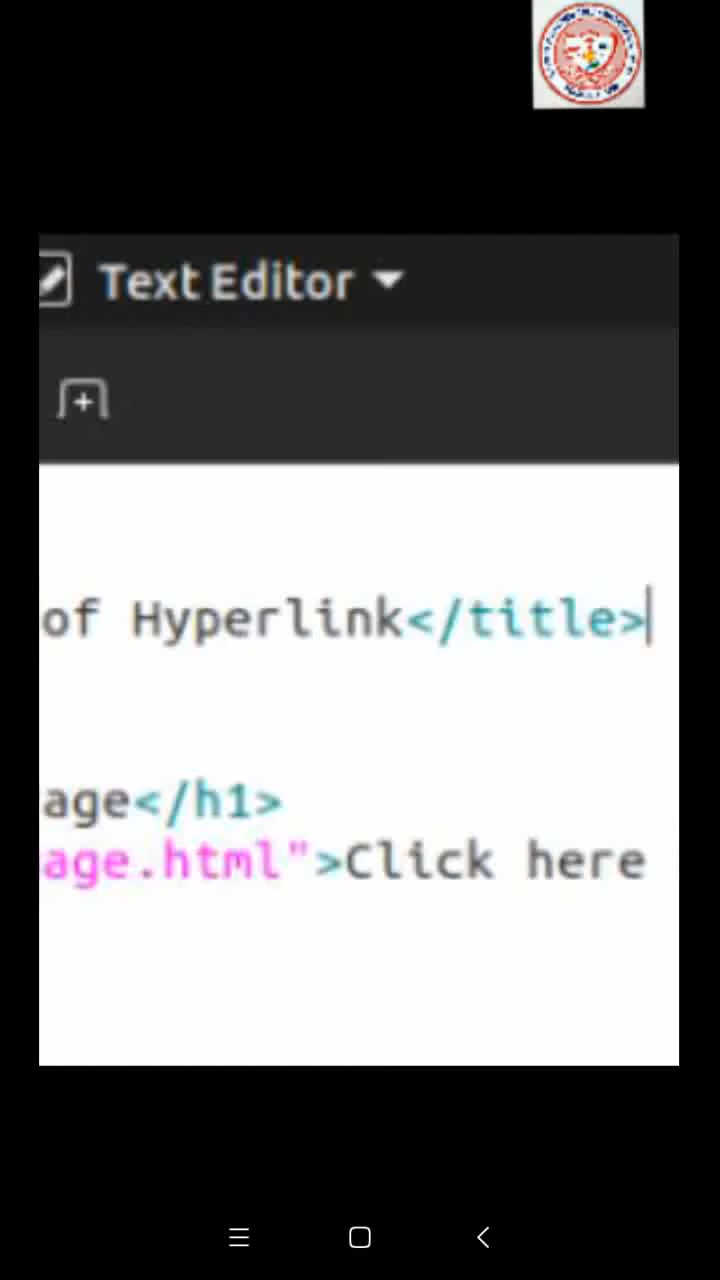 Text Editor
of Hyperlink</title>
age</h1>
age.html">Click here